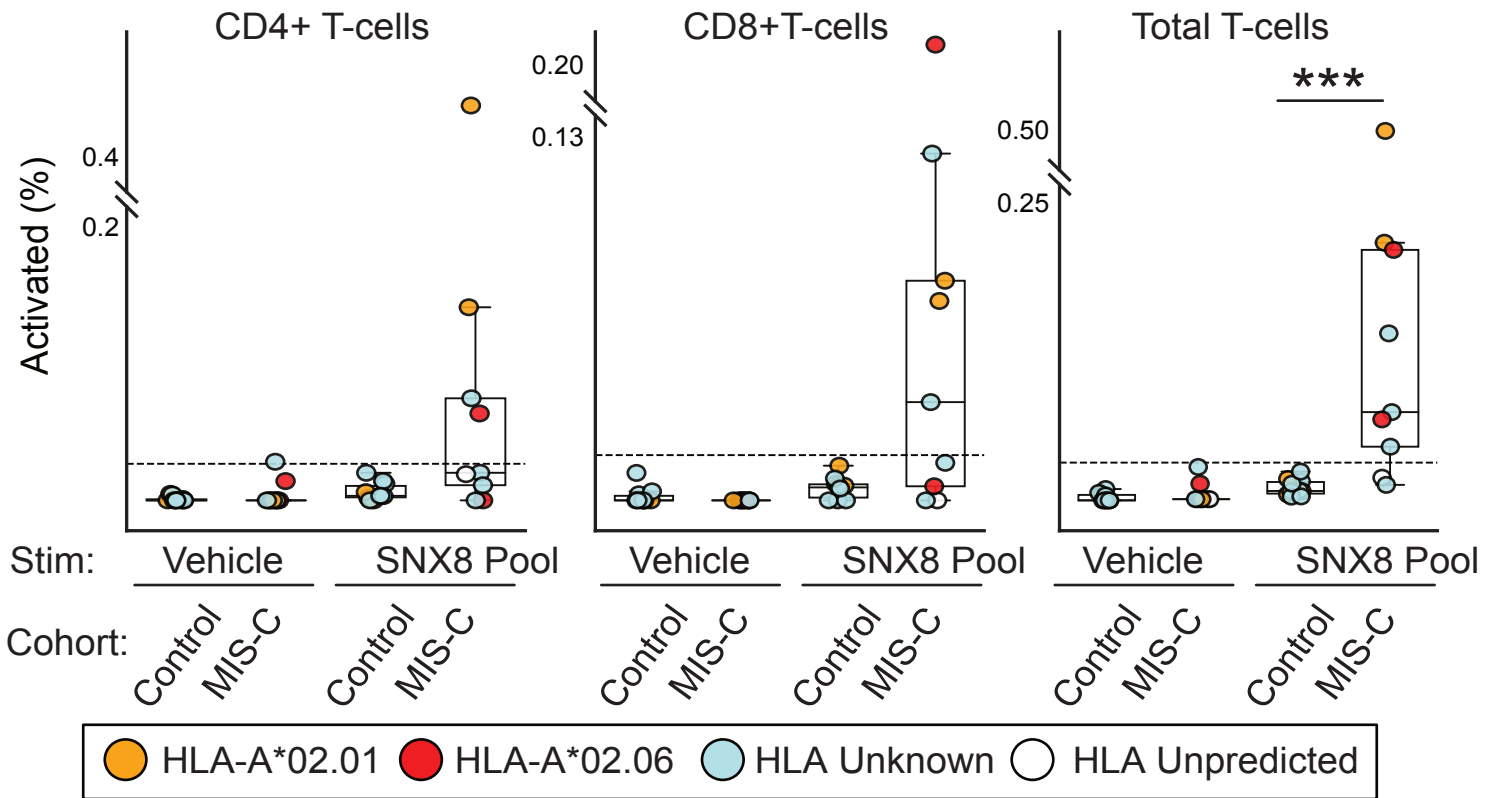 CD4+ T-cells
CD8+T-cells
Total T-cells
Activated (%)
0.4
0.2
0.20
0.13
0.50
0.25
***
Stim:
Vehicle
SNX8 Pool
Vehicle
SNX8 Pool
Vehicle
SNX8 Pool
Cohort:
Control
MIS-C
Control
MIS-C
Control
MIS-C
Control
MIS-C
Control
MIS-C
Control
MIS-C
HLA-A*02.01
HLA-A*02.06
HLA Unknown
HLA Unpredicted